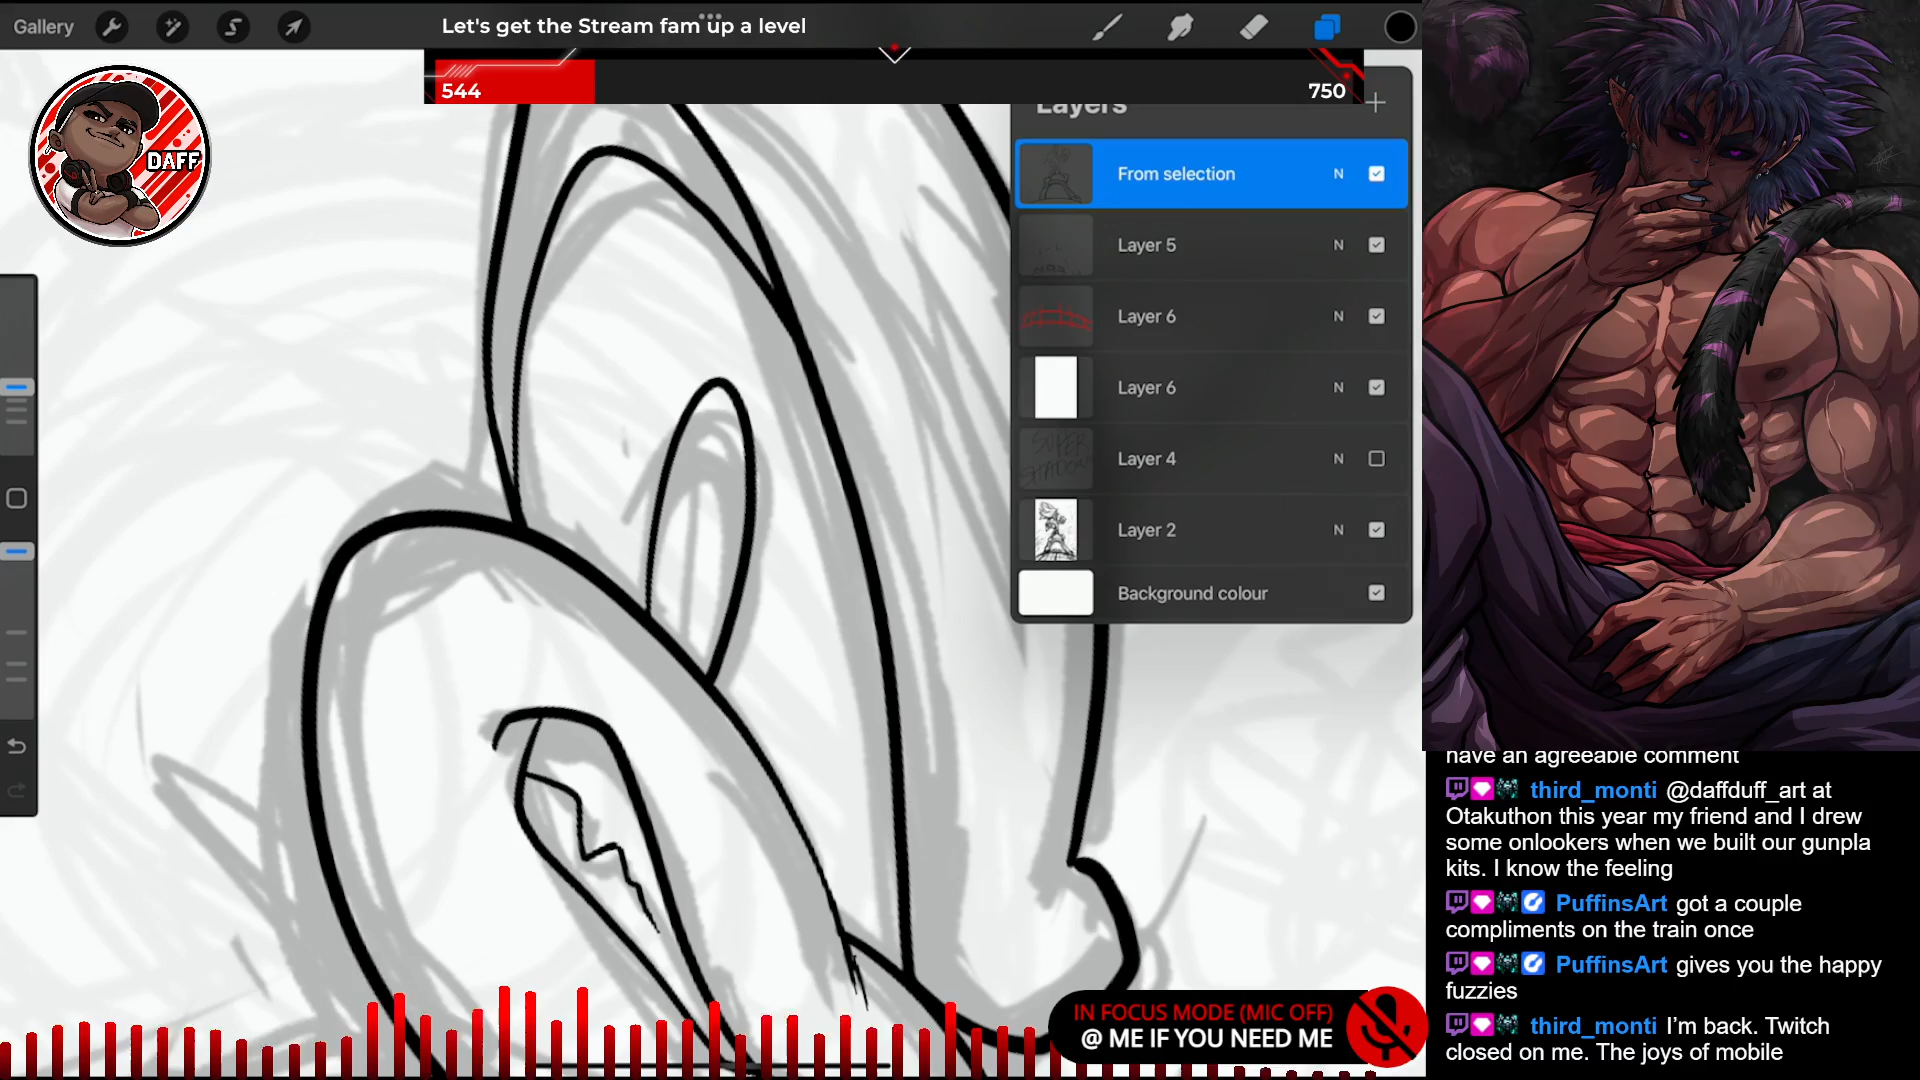 Gallery
Let's get the Stream fam up a level
544
750
DAFF
Layers
From selection N
Layer 5 N
Layer 6 N
Layer 6 N
SUPER
Layer 4 N
Layer 2 N
Background colour
have an agreeable comment
third_monti @daffduff_art at
Otakuthon this year my friend and I drew
some onlookers when we built our gunpla
kits. I know the feeling
PuffinsArt got a couple
compliments on the train once
PuffinsArt gives you the happy
fuzzies
third_monti I’m back. Twitch
closed on me. The joys of mobile
IN FOCUS MODE (MIC OFF)
@ ME IF YOU NEED ME